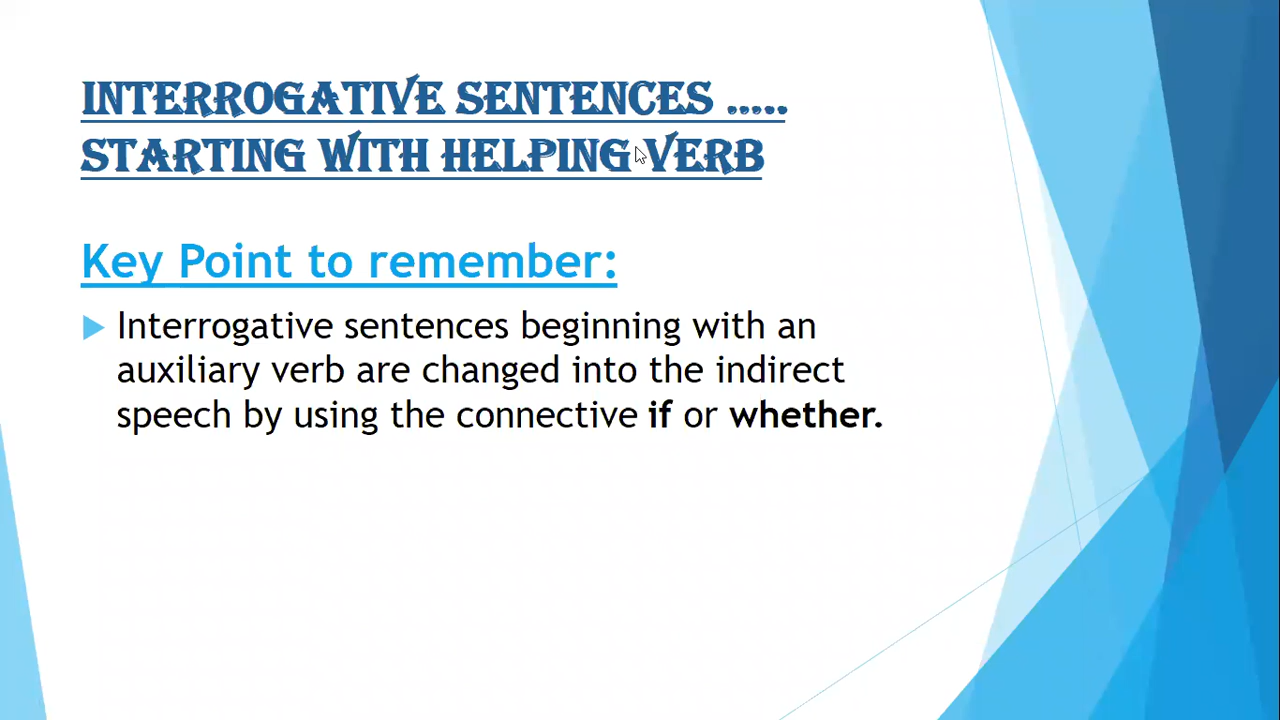 INTERROGATIVE SENTENCES .....
STARTING WITH HELPING VERB
Key Point to remember:
Interrogative sentences beginning with an
auxiliary verb are changed into the indirect
speech by using the connective if or whether.